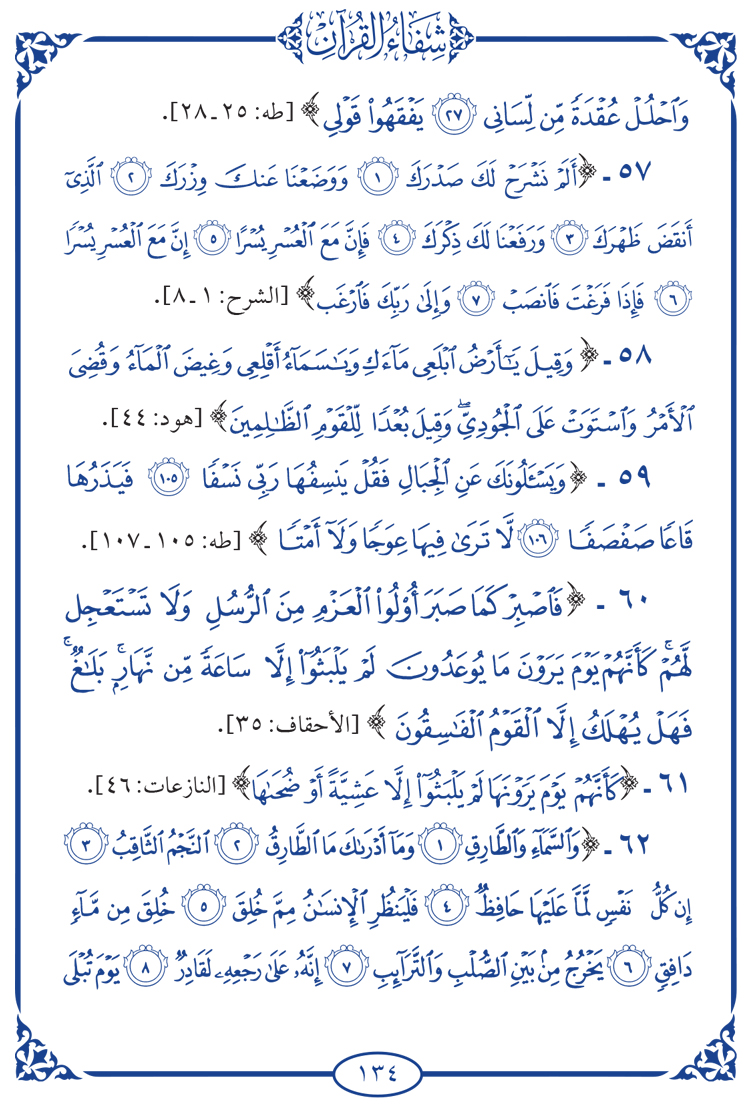 شِفَاءُ القُرْآنِ
وَٱحۡلُلۡ عُقۡدَةٗ مِّن لِّسَانِي ٢٧ يَفۡقَهُواْ قَوۡلِي﴾ [طه: ٢٥ ـ ٢٨].
٥٧ ـ ﴿أَلَمۡ نَشۡرَحۡ لَكَ صَدۡرَكَ ١ وَوَضَعۡنَا عَنكَ وِزۡرَكَ ٢ ٱلَّذِيٓ
أَنقَضَ ظَهۡرَكَ ٣ وَرَفَعۡنَا لَكَ ذِكۡرَكَ ٤ فَإِنَّ مَعَ ٱلۡعُسۡرِ يُسۡرًا ٥ إِنَّ مَعَ ٱلۡعُسۡرِ يُسۡرٗا
٦ فَإِذَا فَرَغۡتَ فَٱنصَبۡ ٧ وَإِلَىٰ رَبِّكَ فَٱرۡغَب﴾ [الشرح: ١ ـ ٨].
٥٨ ـ ﴿وَقِيلَ يَٰٓأَرۡضُ ٱبۡلَعِي مَآءَكِ وَيَٰسَمَآءُ أَقۡلِعِي وَغِيضَ ٱلۡمَآءُ وَقُضِيَ
ٱلۡأَمۡرُ وَٱسۡتَوَتۡ عَلَى ٱلۡجُودِيِّۖ وَقِيلَ بُعۡدٗا لِّلۡقَوۡمِ ٱلظَّٰلِمِينَ﴾ [هود: ٤٤].
٥٩ ـ ﴿وَيَسۡـَٔلُونَكَ عَنِ ٱلۡجِبَالِ فَقُلۡ يَنسِفُهَا رَبِّي نَسۡفٗا ١٠٥ فَيَذَرُهَا
قَاعٗا صَفۡصَفٗا ١٠٦ لَّا تَرَىٰ فِيهَا عِوَجٗا وَلَآ أَمۡتٗا﴾ [طه: ١٠٥ ـ ١٠٧].
٦٠ ـ ﴿فَٱصۡبِرۡ كَمَا صَبَرَ أُوْلُواْ ٱلۡعَزۡمِ مِنَ ٱلرُّسُلِ وَلَا تَسۡتَعۡجِل
لَّهُمۡۚ كَأَنَّهُمۡ يَوۡمَ يَرَوۡنَ مَا يُوعَدُونَ لَمۡ يَلۡبَثُوٓاْ إِلَّا سَاعَةٗ مِّن نَّهَارِۭۚ بَلَٰغٞۚ
فَهَلۡ يُهۡلَكُ إِلَّا ٱلۡقَوۡمُ ٱلۡفَٰسِقُونَ﴾ [الأحقاف: ٣٥].
٦١ ـ ﴿كَأَنَّهُمۡ يَوۡمَ يَرَوۡنَهَا لَمۡ يَلۡبَثُوٓاْ إِلَّا عَشِيَّةً أَوۡ ضُحَىٰهَا﴾ [النازعات: ٤٦].
٦٢ ـ ﴿وَٱلسَّمَآءِ وَٱلطَّارِقِ ١ وَمَآ أَدۡرَىٰكَ مَا ٱلطَّارِقُ ٢ ٱلنَّجۡمُ ٱلثَّاقِبُ ٣
إِن كُلُّ نَفۡسٖ لَّمَّا عَلَيۡهَا حَافِظٞ ٤ فَلۡيَنظُرِ ٱلۡإِنسَٰنُ مِمَّ خُلِقَ ٥ خُلِقَ مِن مَّآءٖ
دَافِقٖ ٦ يَخۡرُجُ مِنۢ بَيۡنِ ٱلصُّلۡبِ وَٱلتَّرَآئِبِ ٧ إِنَّهُۥ عَلَىٰ رَجۡعِهِۦ لَقَادِرٞ ٨ يَوۡمَ تُبۡلَى
١٣٤